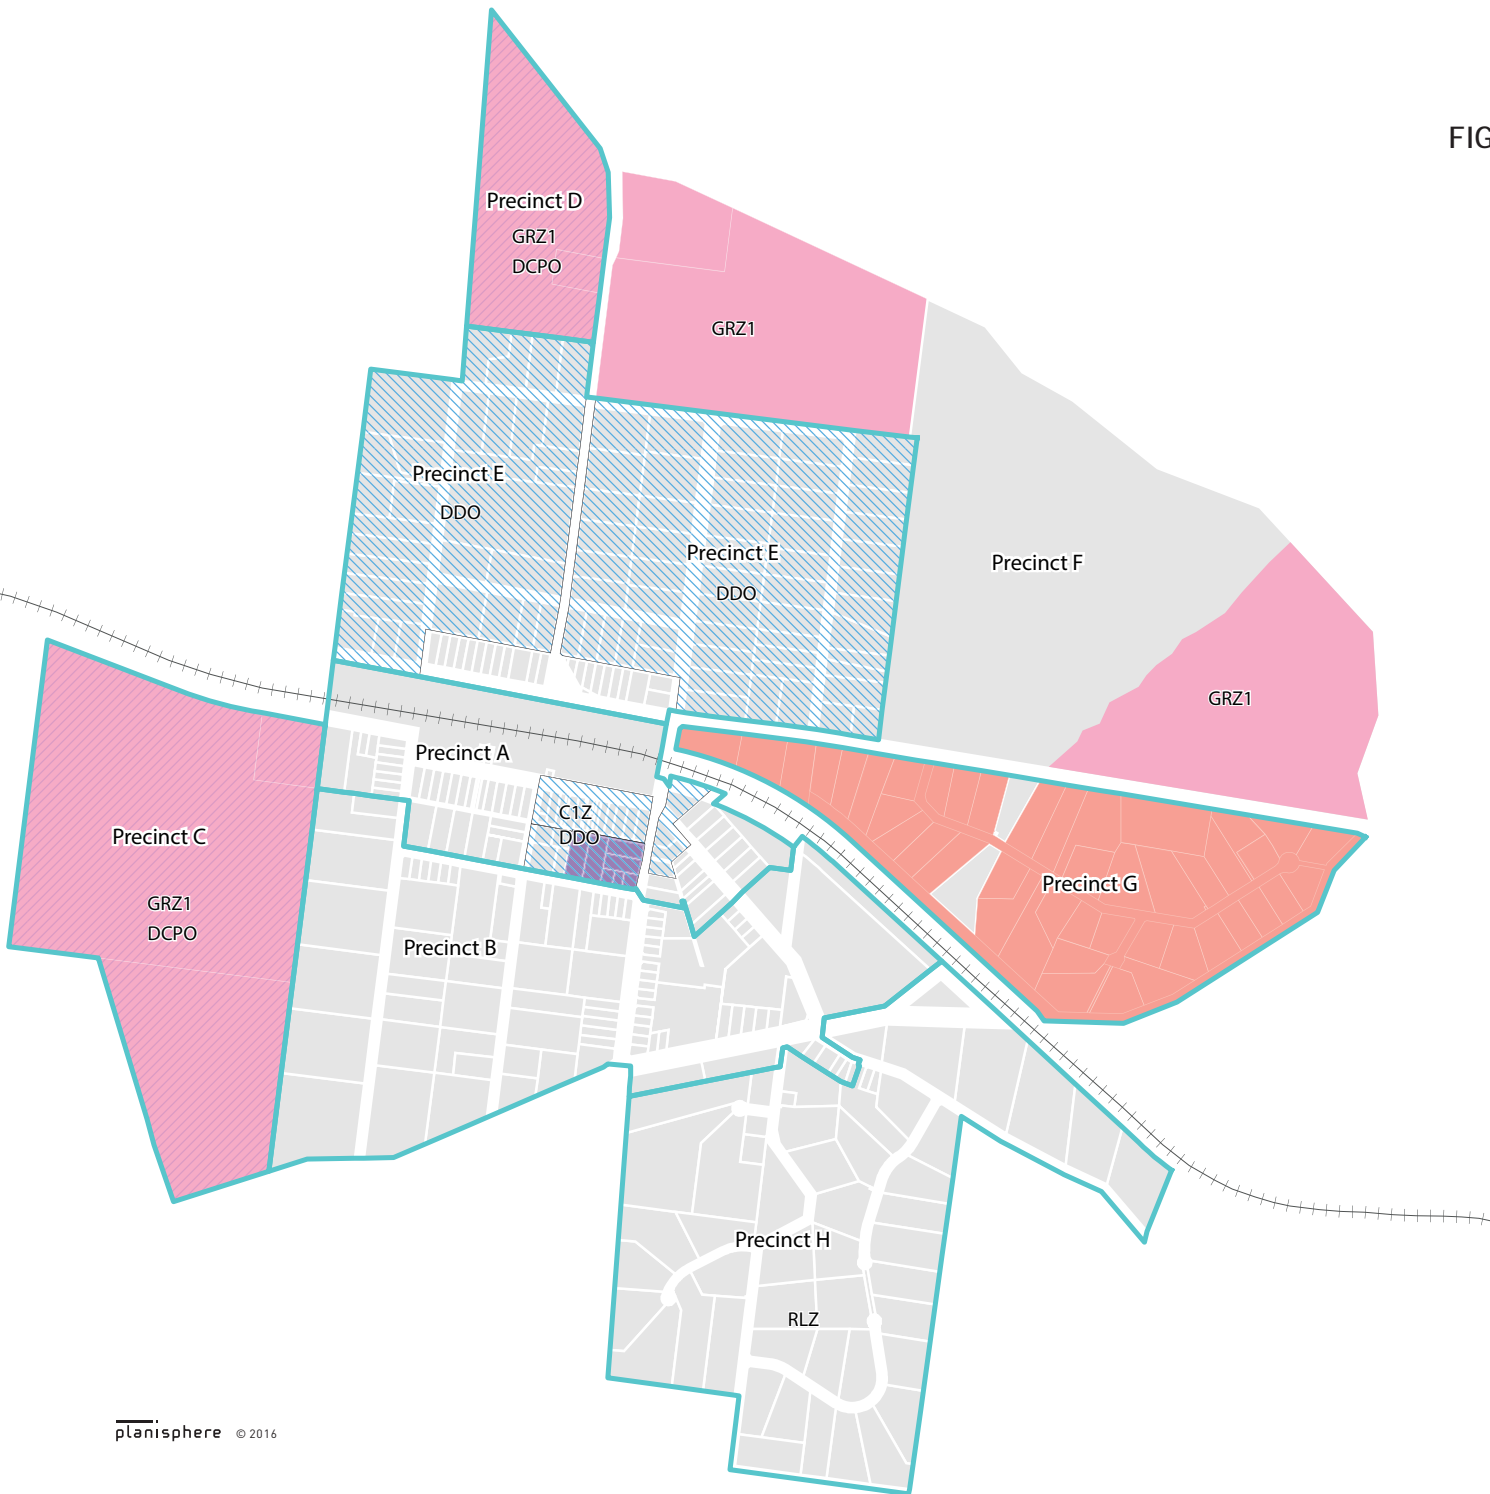 FIG
Precinct D
GRZ1
DCPO
GRZ1
Precinct E
DDO
Precinct E
DDO
Precinct F
GRZ1
Precinct A
C1Z
DDO
Precinct C
GRZ1
DCPO
Precinct G
Precinct B
Precinct H
RLZ
planisphere © 2016